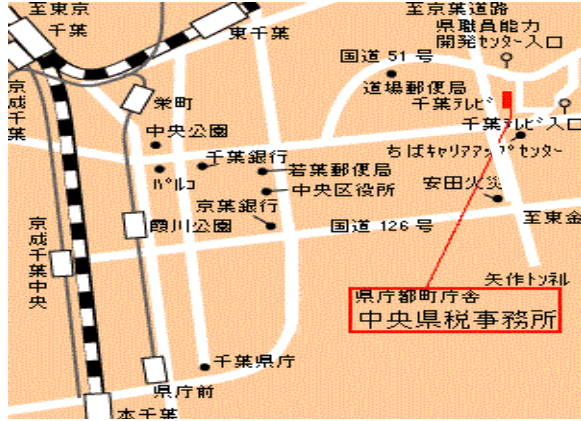 至東京
千葉
東千葉
至京葉道路
県職員能力
開発センター入口
国道 51 号
道場郵便局
千葉テレビ
千葉テレビ入口
ちばキャリアアップセンター
京成千葉
栄町
中央公園
パルコ
千葉銀行
若葉郵便局
中央区役所
京葉銀行
安田火災
葭川公園
国道 126 号
至東金
京成千葉中央
矢作トンネル
県庁都町庁舎
中央県税事務所
千葉県庁
県庁前
本千葉